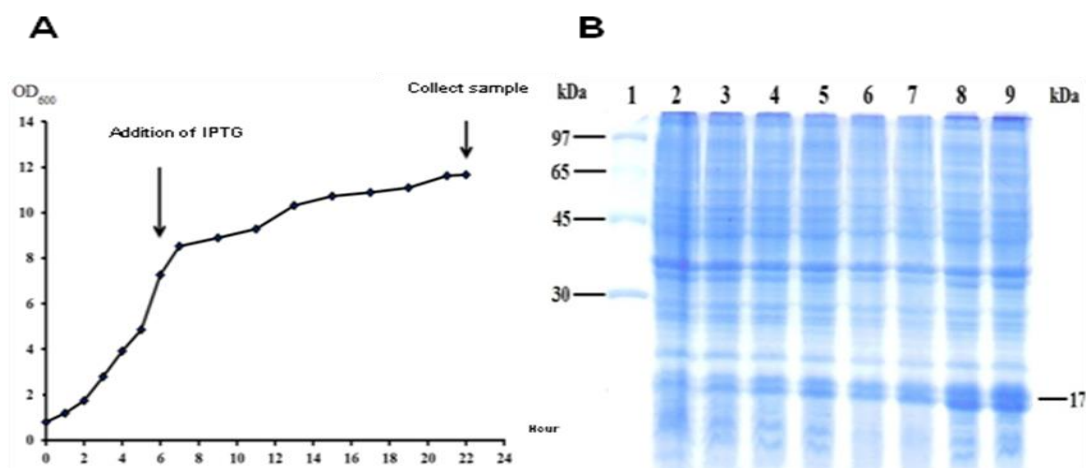 A
B
OD600
Collect sample
Addition of IPTG
14
12
10
8
6
4
2
0
0 2 4 6 8 10 12 14 16 18 20 22 24
Hour
kDa 1 2 3 4 5 6 7 8 9 kDa
97
65
45
30
17